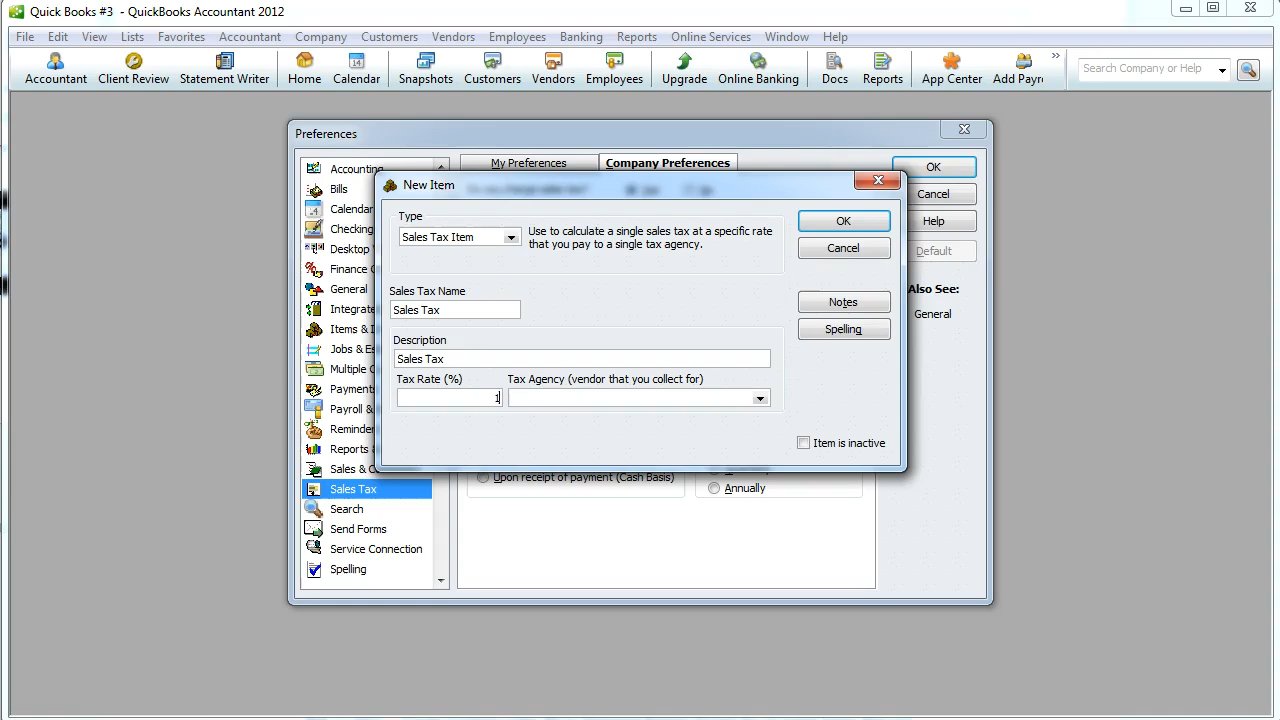 Quick Books #3 - QuickBooks Accountant 2012
File Edit View Lists Favorites Accountant Company Customers Vendors Employees Banking Reports Online Services Window Help
Accountant Client Review Statement Writer Home Calendar Snapshots Customers Vendors Employees Upgrade Online Banking Docs Reports App Center Add Payr
Search Company or Help
Preferences
My Preferences Company Preferences
OK
Cancel
Help
Default
Also See:
General
Accounting
Bills
Calendar
Checking
Desktop
Finance C
General
Integrate
Items & I
Jobs & Es
Multiple C
Payments
Payroll &
Reminder
Reports &
Sales & C
Sales Tax
Search
Send Forms
Service Connection
Spelling
New Item
Type
Sales Tax Item
Use to calculate a single sales tax at a specific rate
that you pay to a single tax agency.
OK
Cancel
Notes
Spelling
Sales Tax Name
Sales Tax
Description
Sales Tax
Tax Rate (%) Tax Agency (vendor that you collect for)
1
Item is inactive
Upon receipt of payment (Cash Basis)
Annually